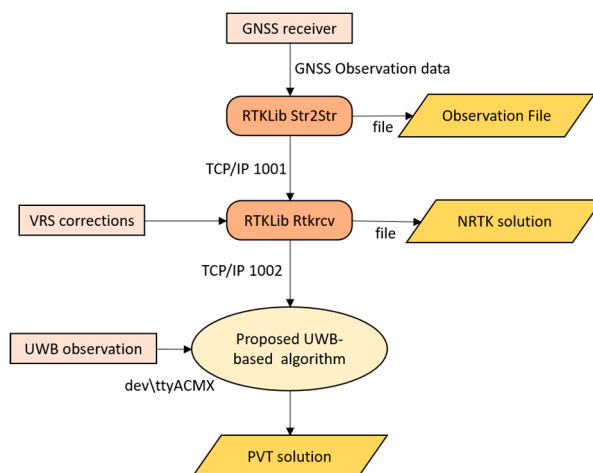 GNSS receiver
GNSS Observation data
RTKLib Str2Str
file
Observation File
TCP/IP 1001
VRS corrections
RTKLib Rtkrcv
file
NRTK solution
TCP/IP 1002
UWB observation
Proposed UWB-
based algorithm
dev\ttyACMX
PVT solution